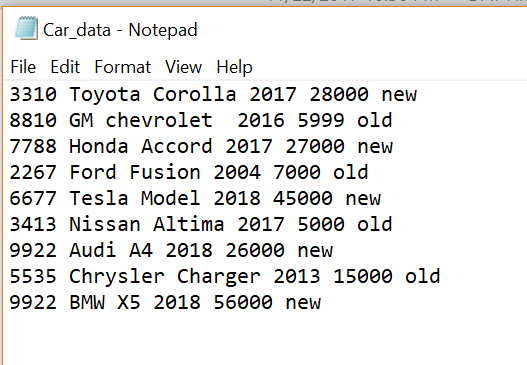 Car_data - Notepad
File Edit Format View Help
3310 Toyota Corolla 2017 28000 new
8810 GM chevrolet  2016 5999 old
7788 Honda Accord 2017 27000 new
2267 Ford Fusion 2004 7000 old
6677 Tesla Model 2018 45000 new
3413 Nissan Altima 2017 5000 old
9922 Audi A4 2018 26000 new
5535 Chrysler Charger 2013 15000 old
9922 BMW X5 2018 56000 new